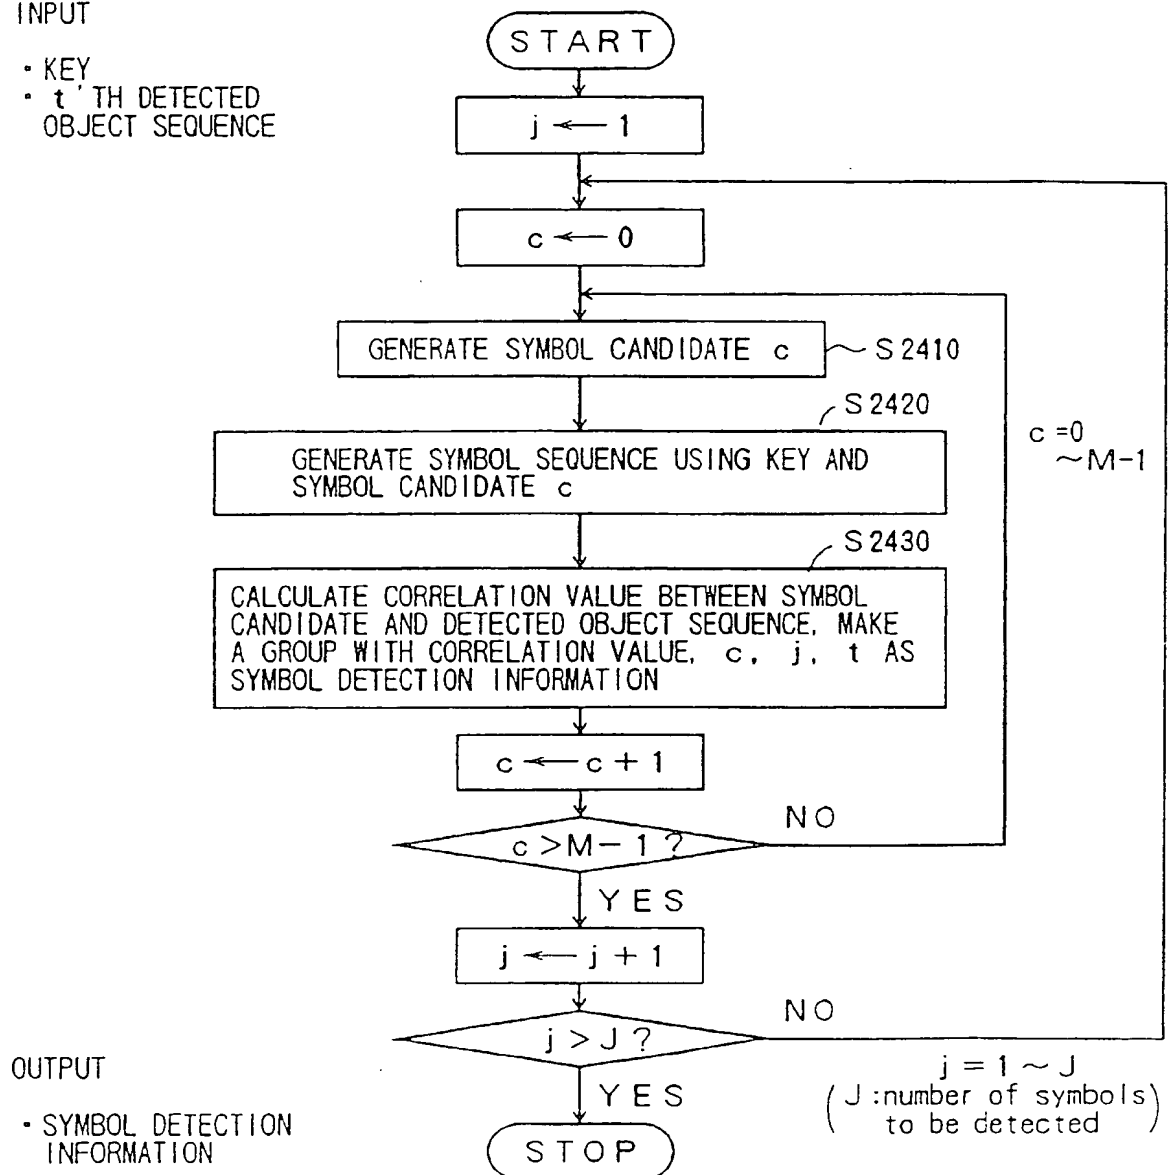 INPUT
・KEY
・t'TH DETECTED
OBJECT SEQUENCE
START
j ← 1
c ← 0
GENERATE SYMBOL CANDIDATE c
S2410
S2420
GENERATE SYMBOL SEQUENCE USING KEY AND
SYMBOL CANDIDATE c
c=0
~M-1
S2430
CALCULATE CORRELATION VALUE BETWEEN SYMBOL
CANDIDATE AND DETECTED OBJECT SEQUENCE, MAKE
A GROUP WITH CORRELATION VALUE, c, j, t AS
SYMBOL DETECTION INFORMATION
c ← c + 1
c > M - 1 ?
NO
YES
j ← j + 1
j > J ?
NO
YES
j = 1 ~ J
(J:number of symbols
to be detected)
STOP
OUTPUT
・SYMBOL DETECTION
INFORMATION